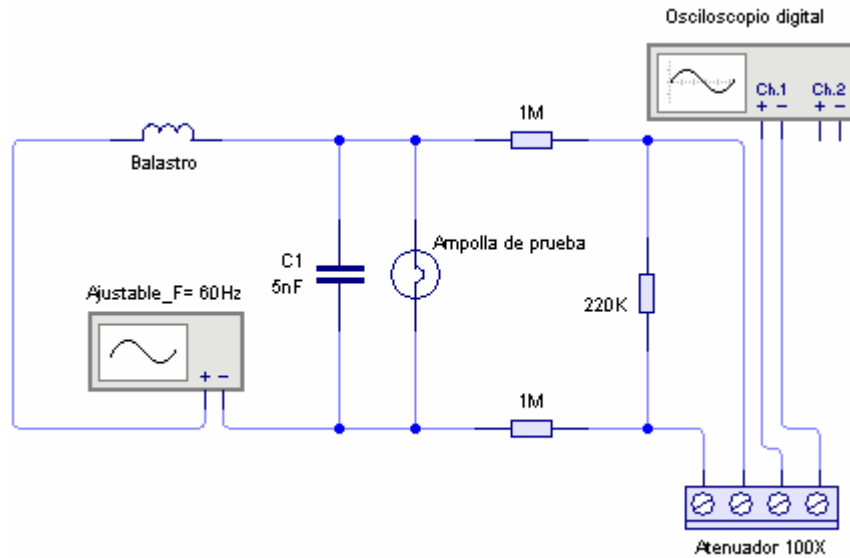 Osciloscopio digital
Ch.1 Ch.2
+ - + -
1M
Balastro
Ampolla de prueba
C1
5nF
Ajustable_F= 60Hz
220K
+ -
1M
Atenuador 100X